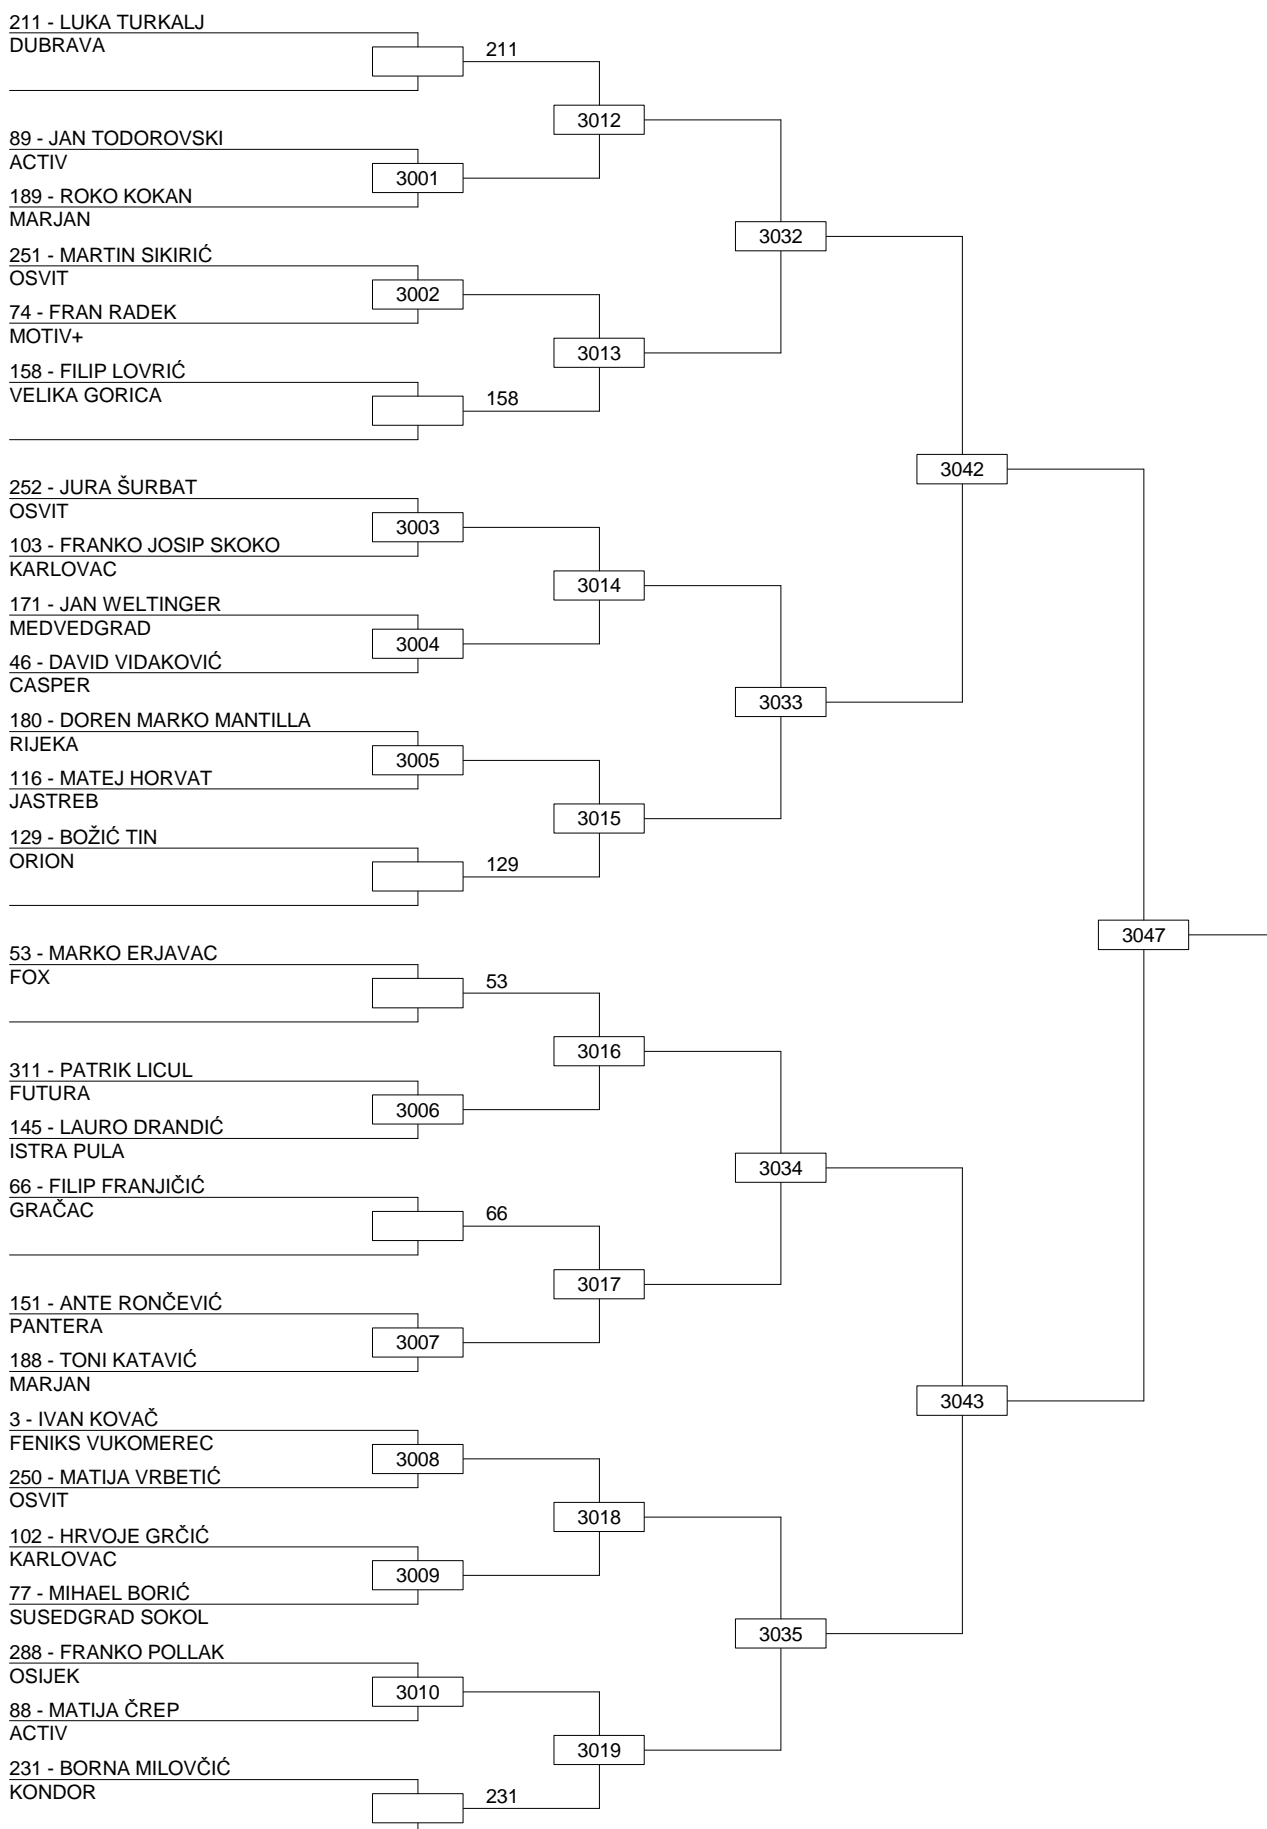 211 - LUKA TURKALJ
DUBRAVA
211
3012
89 - JAN TODOROVSKI
ACTIV
3001
189 - ROKO KOKAN
MARJAN
3032
251 - MARTIN SIKIRIĆ
OSVIT
3002
74 - FRAN RADEK
MOTIV+
3013
158 - FILIP LOVRIĆ
VELIKA GORICA
158
3042
252 - JURA ŠURBAT
OSVIT
3003
103 - FRANKO JOSIP SKOKO
KARLOVAC
3014
171 - JAN WELTINGER
MEDVEDGRAD
3004
46 - DAVID VIDAKOVIĆ
CASPER
3033
180 - DOREN MARKO MANTILLA
RIJEKA
3005
116 - MATEJ HORVAT
JASTREB
3015
129 - BOŽIĆ TIN
ORION
129
3047
53 - MARKO ERJAVAC
FOX
53
3016
311 - PATRIK LICUL
FUTURA
3006
145 - LAURO DRANDIĆ
ISTRA PULA
3034
66 - FILIP FRANJIČIĆ
GRAČAC
66
3017
151 - ANTE RONČEVIĆ
PANTERA
3007
188 - TONI KATAVIĆ
MARJAN
3043
3 - IVAN KOVAČ
FENIKS VUKOMEREC
3008
250 - MATIJA VRBETIĆ
OSVIT
3018
102 - HRVOJE GRČIĆ
KARLOVAC
3009
77 - MIHAEL BORIĆ
SUSEDGRAD SOKOL
3035
288 - FRANKO POLLAK
OSIJEK
3010
88 - MATIJA ČREP
ACTIV
3019
231 - BORNA MILOVČIĆ
KONDOR
231